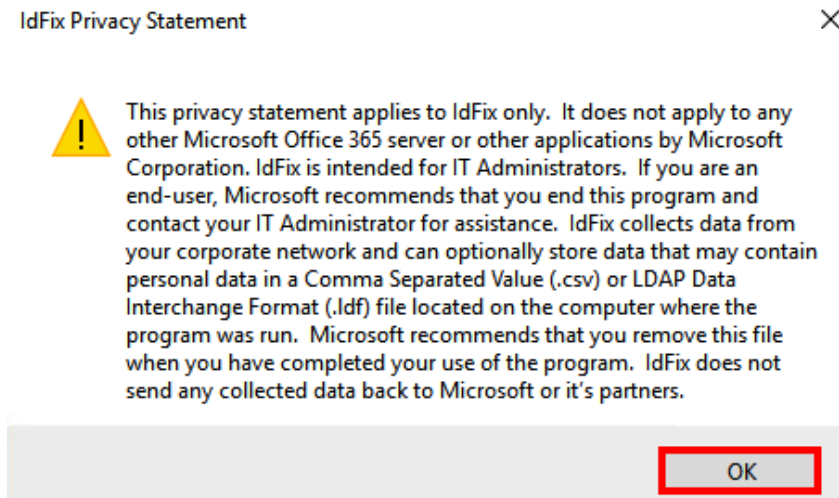 IdFix Privacy Statement
This privacy statement applies to IdFix only.  It does not apply to any
other Microsoft Office 365 server or other applications by Microsoft
Corporation. IdFix is intended for IT Administrators.  If you are an
end-user, Microsoft recommends that you end this program and
contact your IT Administrator for assistance.  IdFix collects data from
your corporate network and can optionally store data that may contain
personal data in a Comma Separated Value (.csv) or LDAP Data
Interchange Format (.ldf) file located on the computer where the
program was run.  Microsoft recommends that you remove this file
when you have completed your use of the program.  IdFix does not
send any collected data back to Microsoft or it's partners.
OK